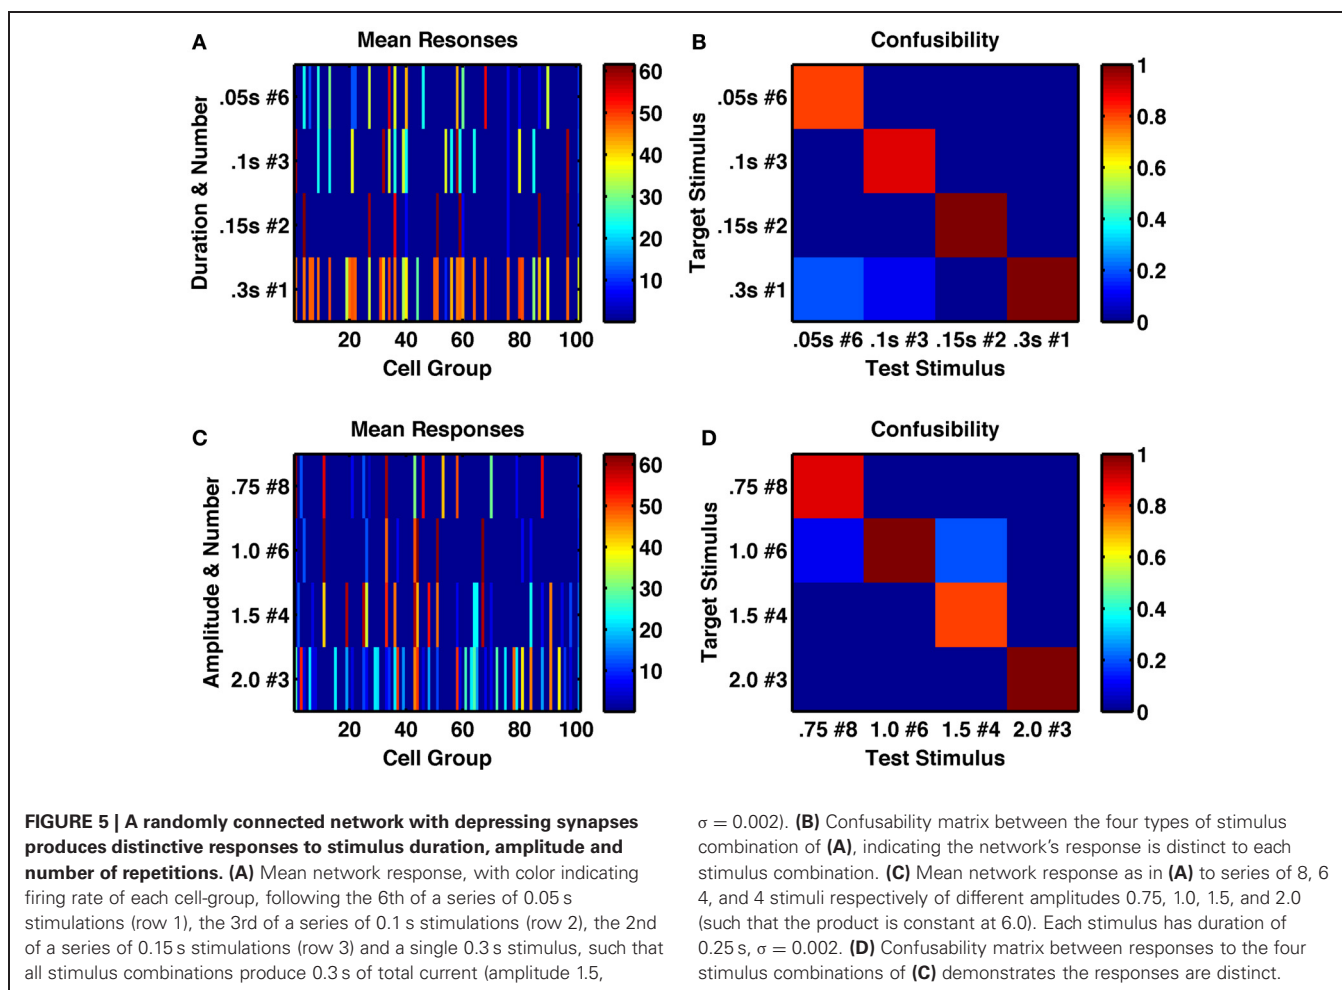 A
Mean Resonses
Duration & Number
.05s #6
.1s #3
.15s #2
.3s #1
20 40 60 80 100
Cell Group
60
50
40
30
20
10
B
Confusibility
Target Stimulus
.05s #6
.1s #3
.15s #2
.3s #1
.05s #6 .1s #3 .15s #2 .3s #1
Test Stimulus
1
0.8
0.6
0.4
0.2
0
C
Mean Responses
Amplitude & Number
.75 #8
1.0 #6
1.5 #4
2.0 #3
20 40 60 80 100
Cell Group
60
50
40
30
20
10
D
Confusibility
Target Stimulus
.75 #8
1.0 #6
1.5 #4
2.0 #3
.75 #8 1.0 #6 1.5 #4 2.0 #3
Test Stimulus
1
0.8
0.6
0.4
0.2
0
FIGURE 5 | A randomly connected network with depressing synapses
produces distinctive responses to stimulus duration, amplitude and
number of repetitions. (A) Mean network response, with color indicating
firing rate of each cell-group, following the 6th of a series of 0.05 s
stimulations (row 1), the 3rd of a series of 0.1 s stimulations (row 2), the 2nd
of a series of 0.15 s stimulations (row 3) and a single 0.3 s stimulus, such that
all stimulus combinations produce 0.3 s of total current (amplitude 1.5,
σ = 0.002). (B) Confusability matrix between the four types of stimulus
combination of (A), indicating the network's response is distinct to each
stimulus combination. (C) Mean network response as in (A) to series of 8, 6
4, and 4 stimuli respectively of different amplitudes 0.75, 1.0, 1.5, and 2.0
(such that the product is constant at 6.0). Each stimulus has duration of
0.25 s, σ = 0.002. (D) Confusability matrix between responses to the four
stimulus combinations of (C) demonstrates the responses are distinct.